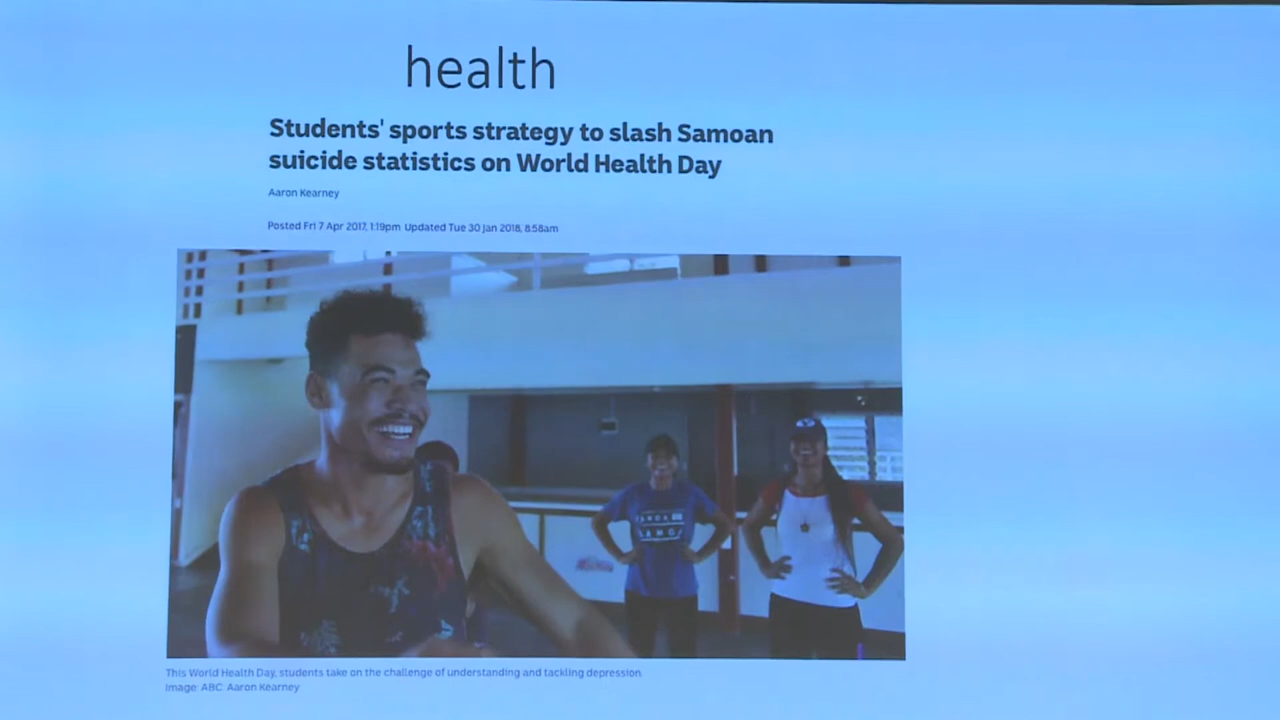 health
Students' sports strategy to slash Samoan
suicide statistics on World Health Day
Aaron Kearney
Posted Fri 7 Apr 2017, 1:19pm Updated Tue 30 Jan 2018, 8:58am
This World Health Day, students take on the challenge of understanding and tackling depression.
Image: ABC: Aaron Kearney